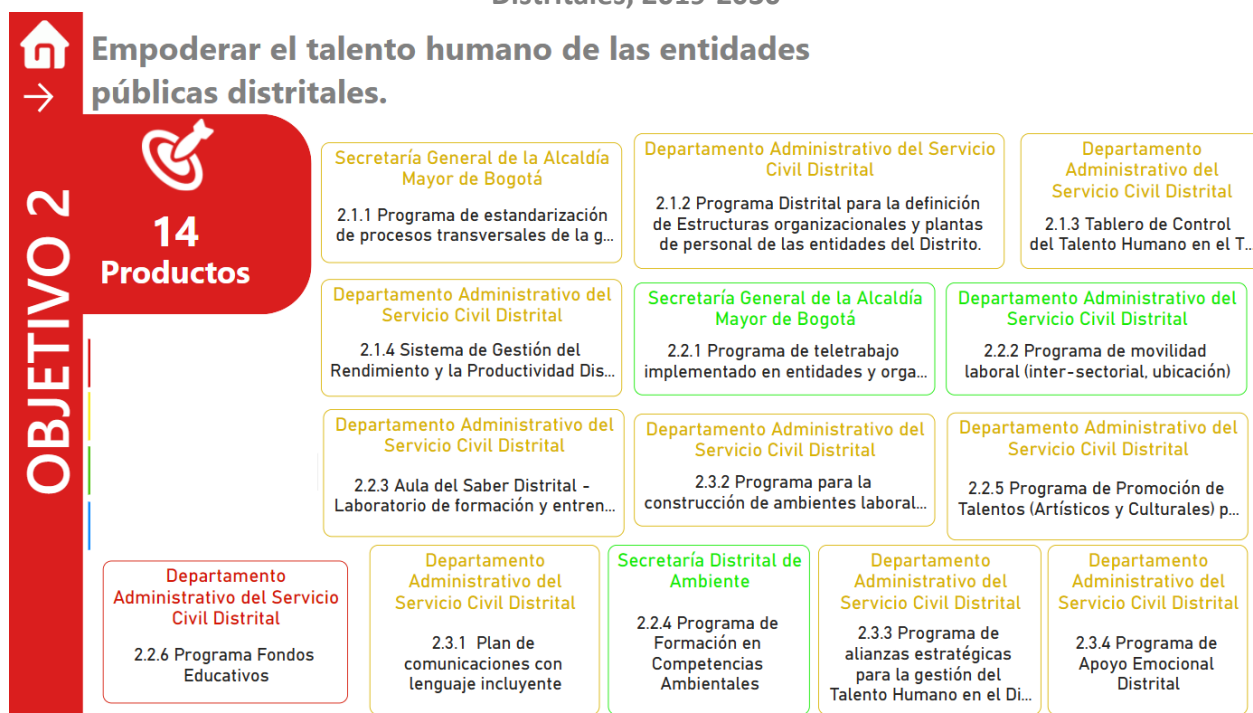 Distritales, 2019-2030
Empoderar el talento humano de las entidades
públicas distritales.
OBJETIVO 2
14
Productos
Secretaría General de la Alcaldía
Mayor de Bogotá
2.1.1 Programa de estandarización
de procesos transversales de la g...
Departamento Administrativo del Servicio
Civil Distrital
2.1.2 Programa Distrital para la definición
de Estructuras organizacionales y plantas
de personal de las entidades del Distrito.
Departamento
Administrativo del
Servicio Civil Distrital
2.1.3 Tablero de Control
del Talento Humano en el T...
Departamento Administrativo del
Servicio Civil Distrital
2.1.4 Sistema de Gestión del
Rendimiento y la Productividad Dis...
Secretaría General de la Alcaldía
Mayor de Bogotá
2.2.1 Programa de teletrabajo
implementado en entidades y orga...
Departamento Administrativo del
Servicio Civil Distrital
2.2.2 Programa de movilidad
laboral (inter-sectorial, ubicación)
Departamento Administrativo del
Servicio Civil Distrital
2.2.3 Aula del Saber Distrital -
Laboratorio de formación y entren...
Departamento Administrativo del
Servicio Civil Distrital
2.3.2 Programa para la
construcción de ambientes laboral...
Departamento Administrativo del
Servicio Civil Distrital
2.2.5 Programa de Promoción de
Talentos (Artísticos y Culturales) p...
Departamento
Administrativo del Servicio
Civil Distrital
2.2.6 Programa Fondos
Educativos
Departamento
Administrativo del
Servicio Civil Distrital
2.3.1 Plan de
comunicaciones con
lenguaje incluyente
Secretaría Distrital de
Ambiente
2.2.4 Programa de
Formación en
Competencias
Ambientales
Departamento
Administrativo del
Servicio Civil Distrital
2.3.3 Programa de
alianzas estratégicas
para la gestión del
Talento Humano en el Di...
Departamento
Administrativo del
Servicio Civil Distrital
2.3.4 Programa de
Apoyo Emocional
Distrital